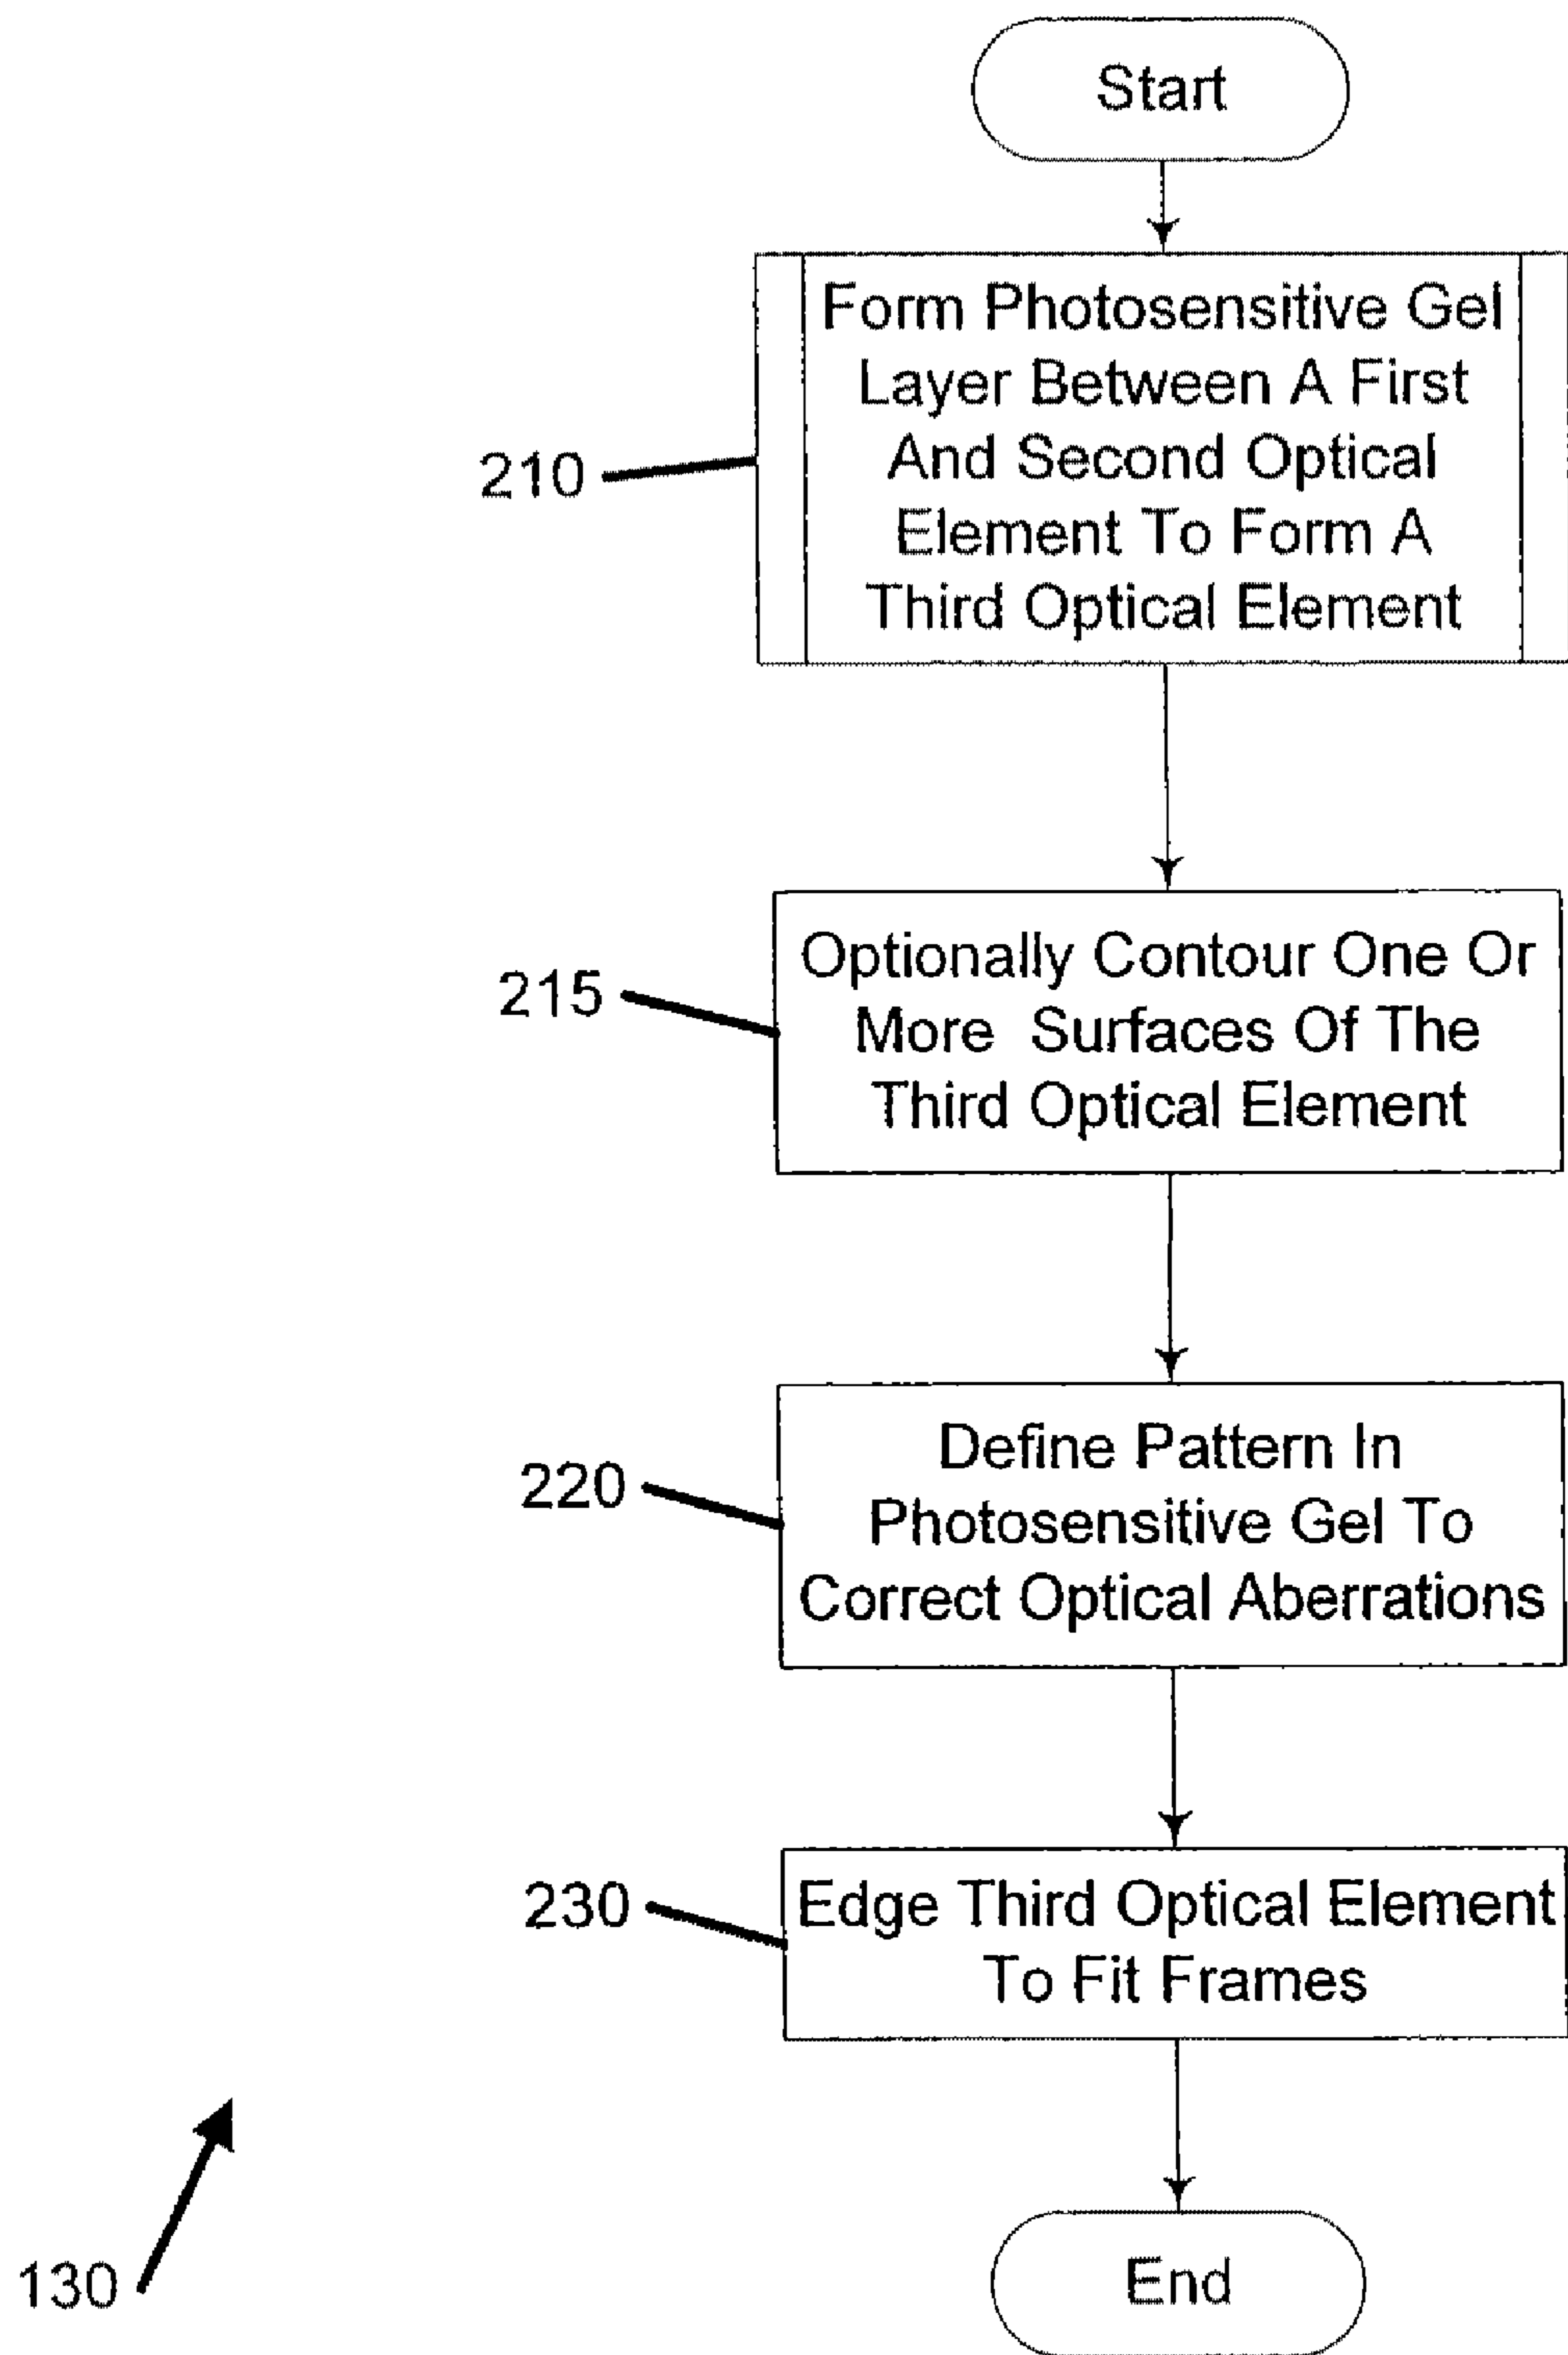 Start
Form Photosensitive Gel
Layer Between A First
And Second Optical
Element To Form A
Third Optical Element
210
Optionally Contour One Or
More Surfaces Of The
Third Optical Element
215
Define Pattern In
Photosensitive Gel To
Correct Optical Aberrations
220
Edge Third Optical Element
To Fit Frames
230
End
130